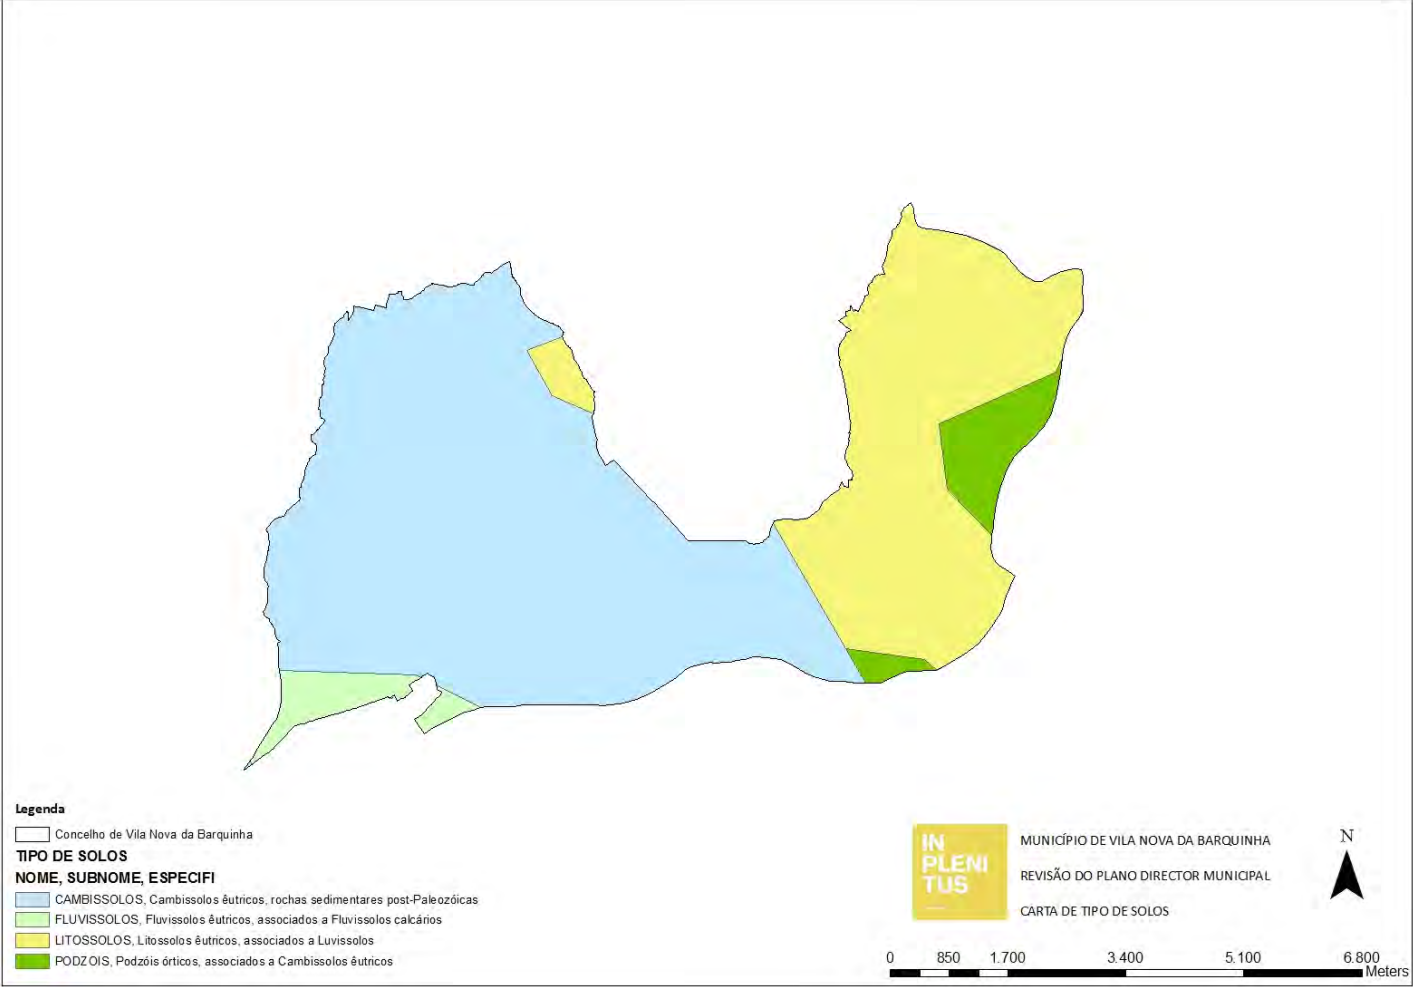 Legenda
Concelho de Vila Nova da Barquinha
TIPO DE SOLOS
NOME, SUBNOME, ESPECIFI
CAMBISSOLOS, Cambissolos êutricos, rochas sedimentares post-Paleozóicas
FLUVISSOLOS, Fluvissolos êutricos, associados a Fluvissolos calcários
LITOSSOLOS, Litossolos êutricos, associados a Luvissolos
PODZOIS, Podzóis órticos, associados a Cambissolos êutricos
IN
PLENI
TUS
MUNICÍPIO DE VILA NOVA DA BARQUINHA
REVISÃO DO PLANO DIRECTOR MUNICIPAL
CARTA DE TIPO DE SOLOS
N
0 850 1.700 3.400 5.100 6.800
Meters